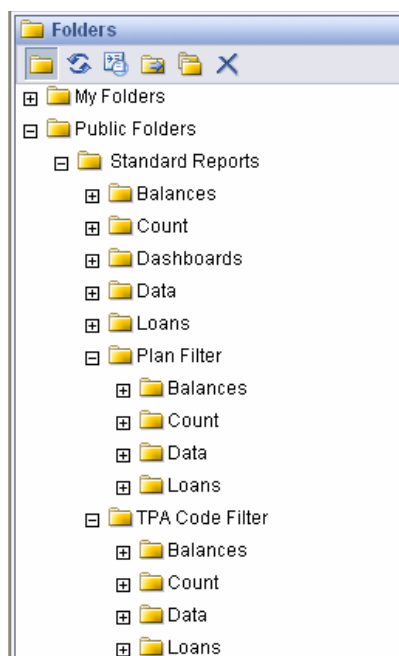 Folders
My Folders
Public Folders
Standard Reports
Balances
Count
Dashboards
Data
Loans
Plan Filter
Balances
Count
Data
Loans
TPA Code Filter
Balances
Count
Data
Loans